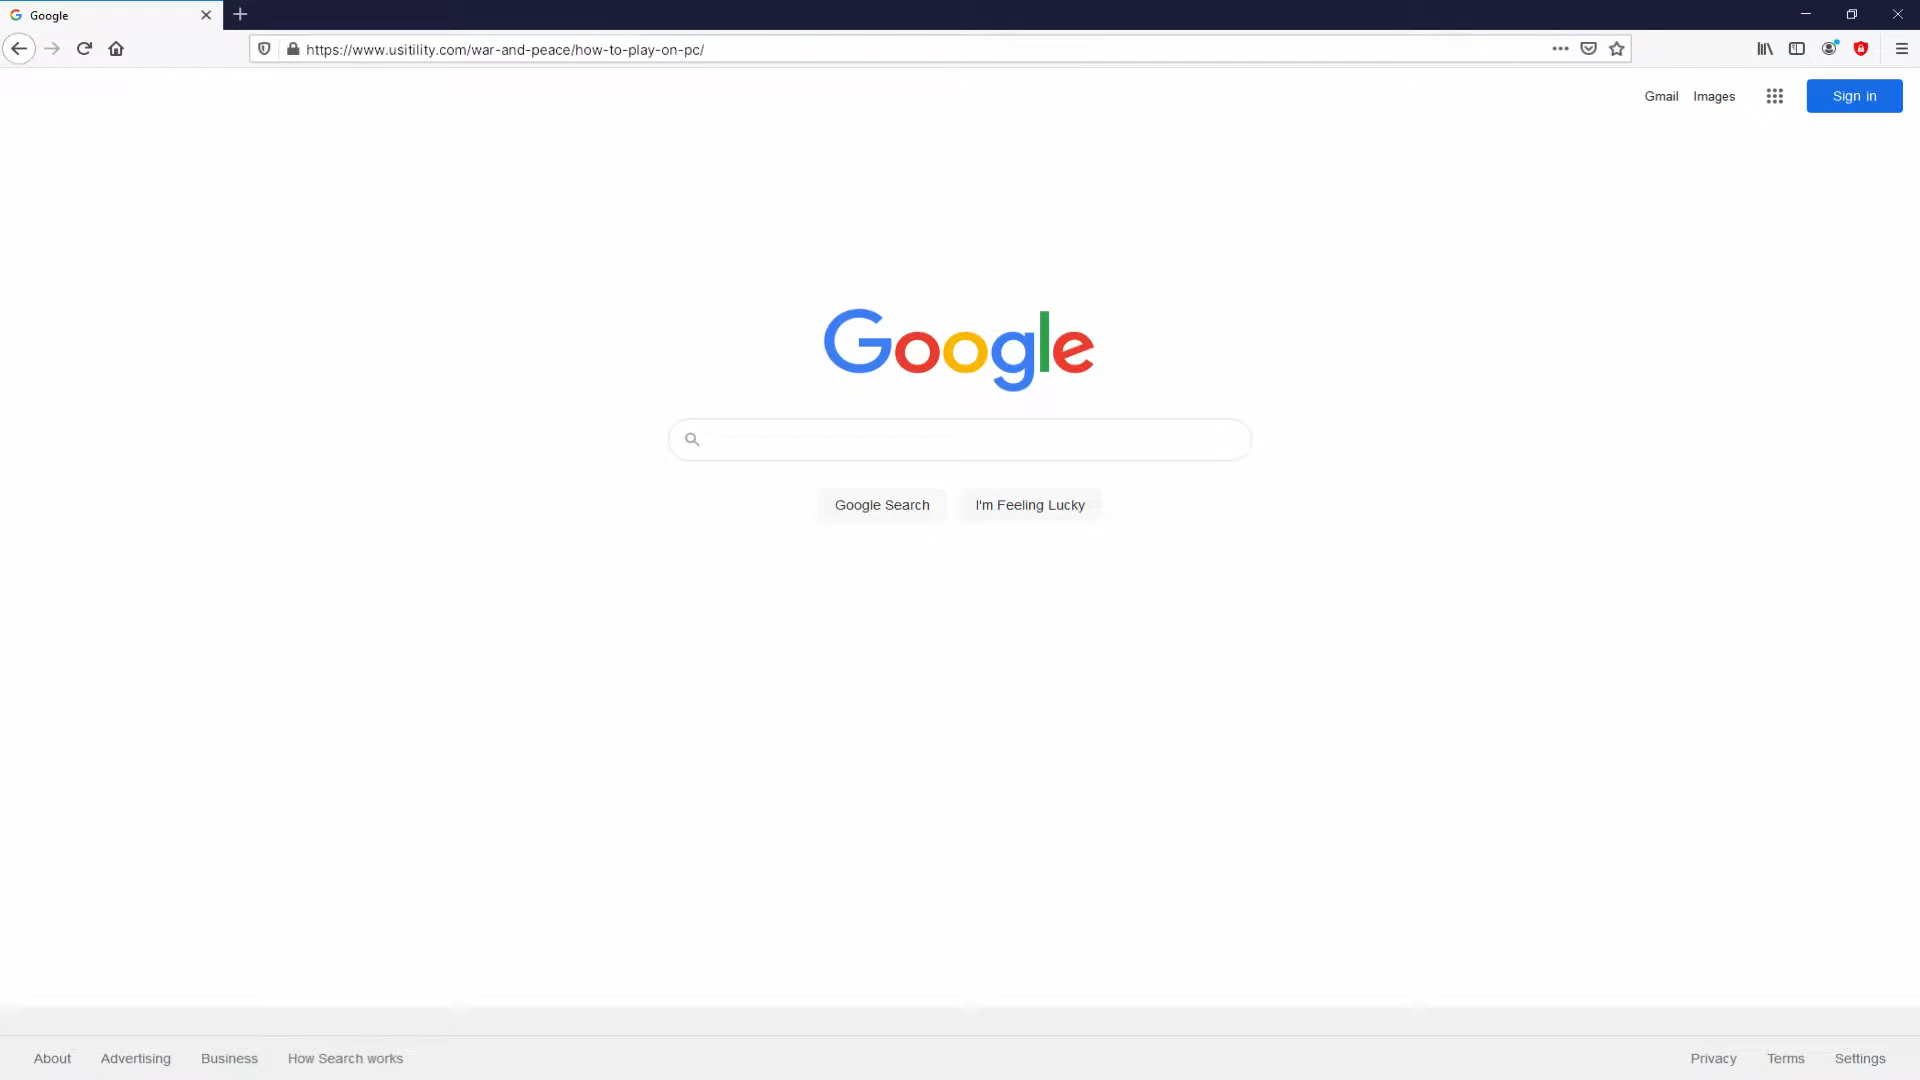 Google
https://www.usitility.com/war-and-peace/how-to-play-on-pc/
Gmail Images Sign in
Google
Google Search I'm Feeling Lucky
About Advertising Business How Search works Privacy Terms Settings